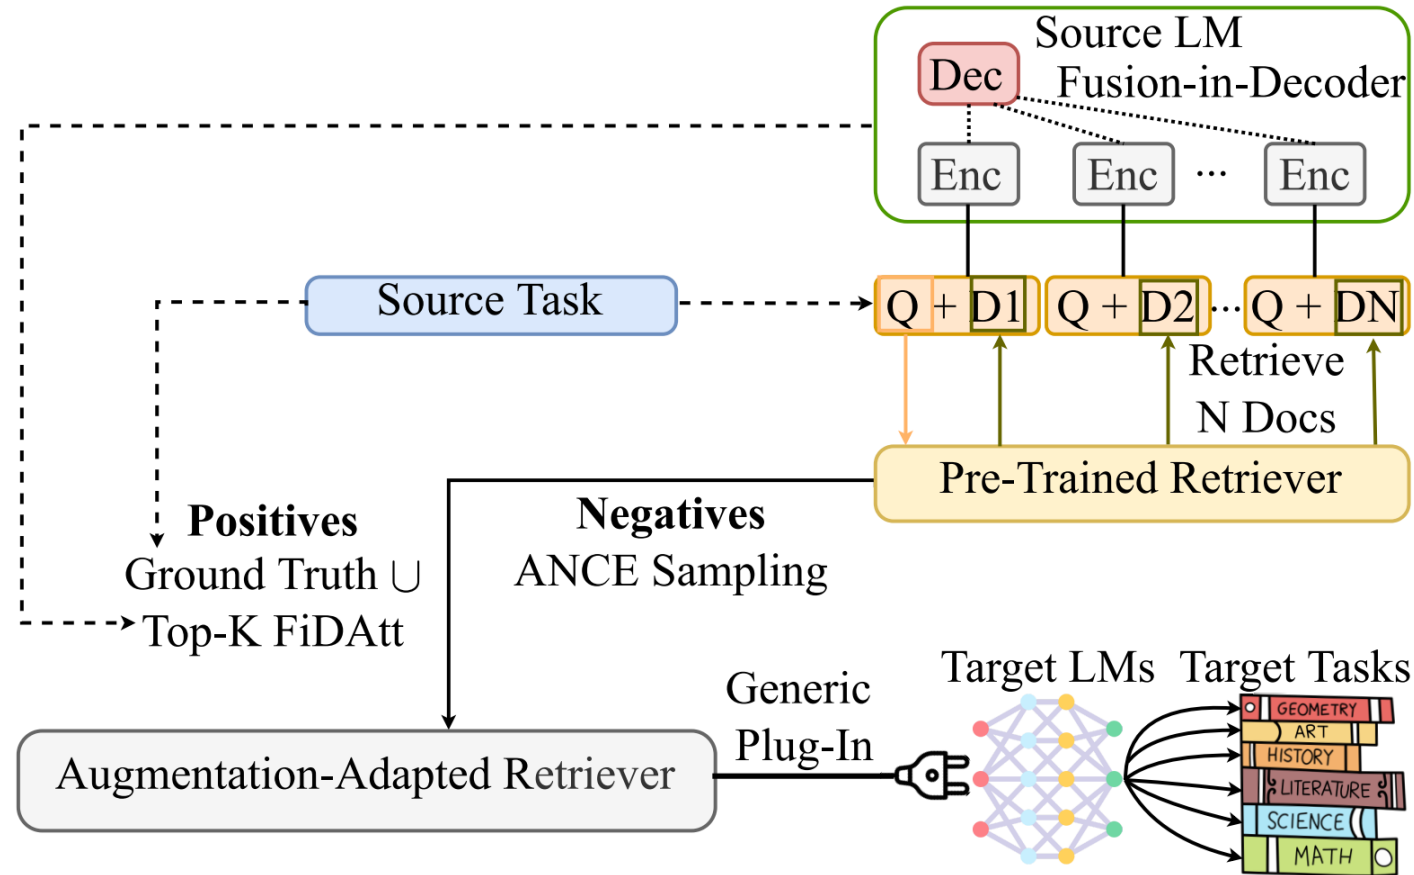 Source LM
Fusion-in-Decoder
Dec
Enc
Enc
...
Enc
Source Task
Q + D1
Q + D2
...
Q + DN
Retrieve
N Docs
Pre-Trained Retriever
Positives
Ground Truth ∪
Top-K FiDAtt
Negatives
ANCE Sampling
Augmentation-Adapted Retriever
Generic
Plug-In
Target LMs
Target Tasks
GEOMETRY
ART
HISTORY
LITERATURE
SCIENCE
MATH